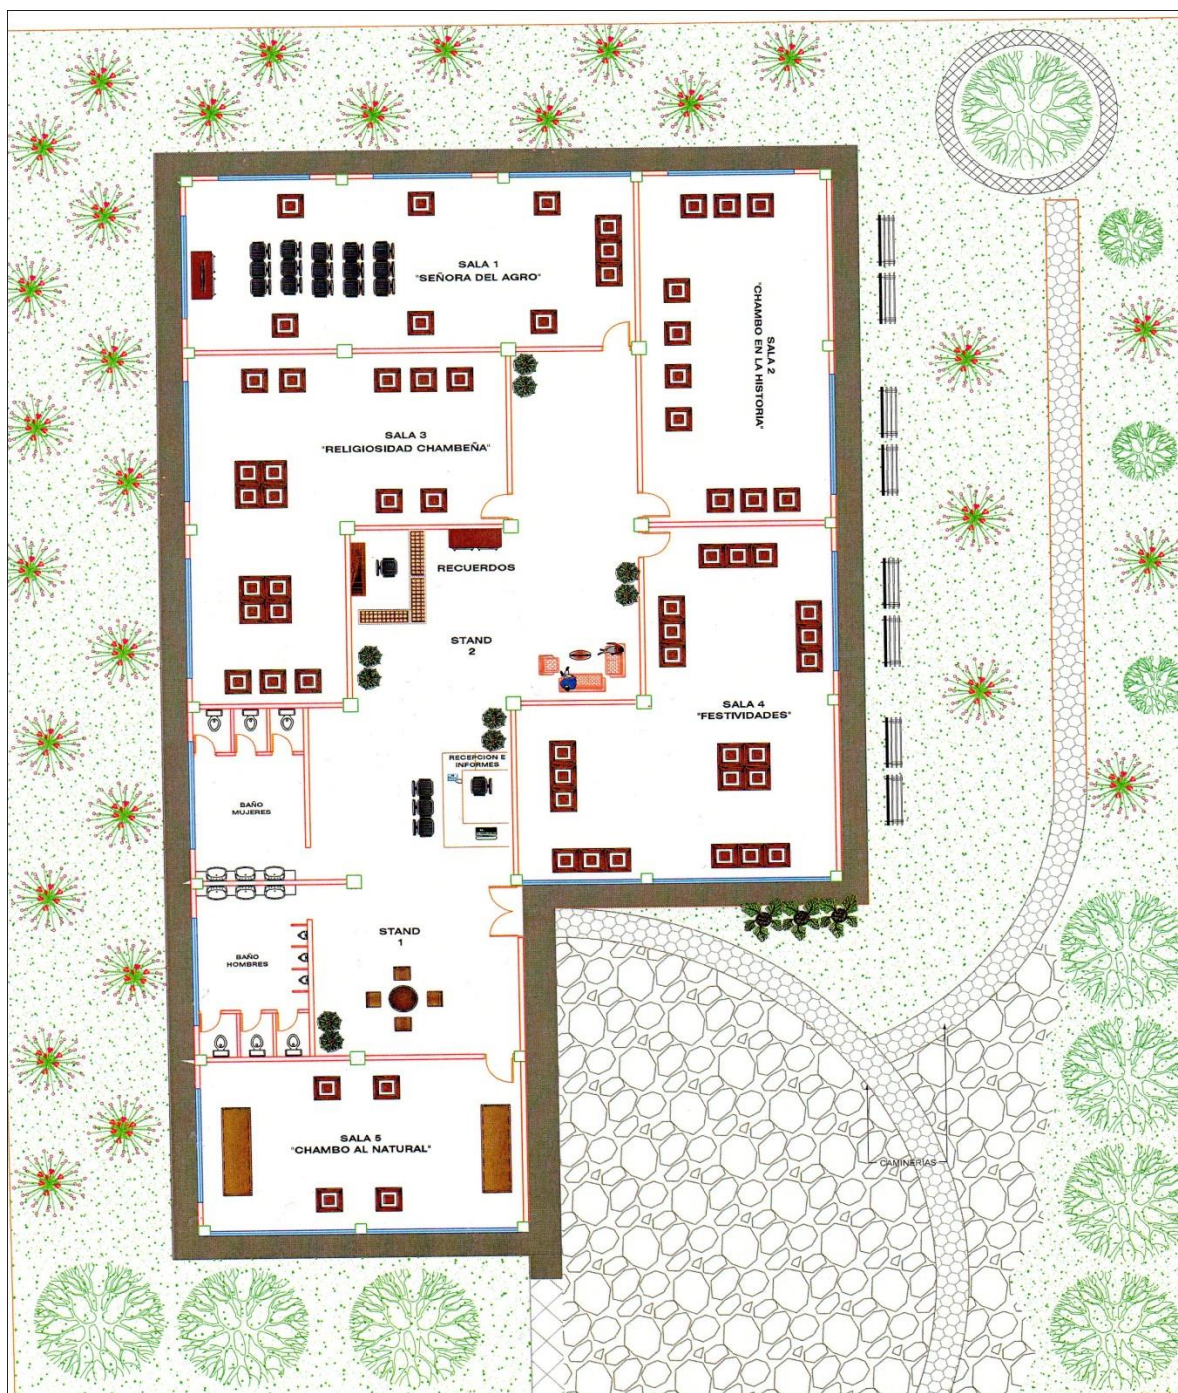 SALA 1
"SEÑORA DEL AGRO"
SALA 2
"CHAMBO EN LA HISTORIA"
SALA 3
"RELIGIOSIDAD CHAMBEÑA"
RECUERDOS
STAND
2
SALA 4
"FESTIVIDADES"
RECEPCION E
INFORMES
BAÑO
MUJERES
STAND
1
BAÑO
HOMBRES
SALA 5
"CHAMBO AL NATURAL"
CAMINERIAS